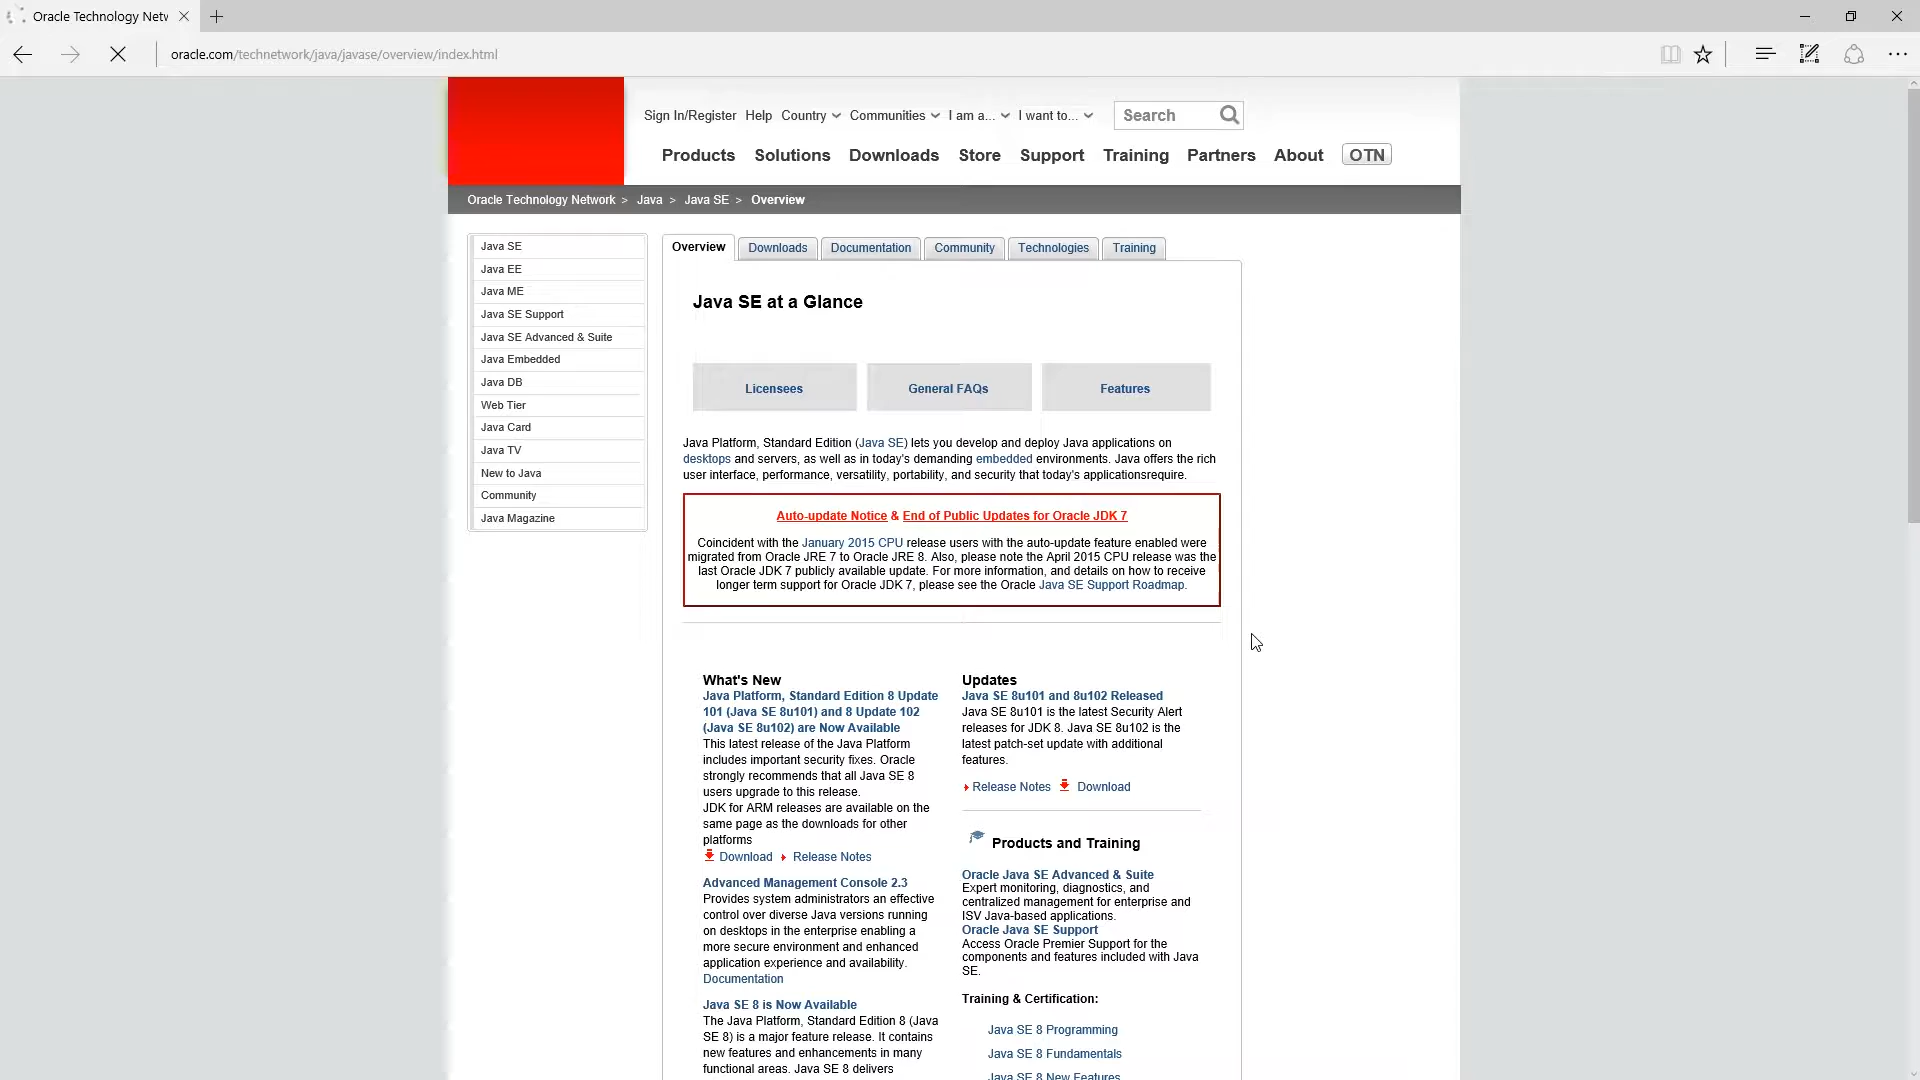 Oracle Technology Netv
oracle.com/technetwork/java/javase/overview/index.html
Sign In/Register Help Country Communities I am a... I want to... Search
Products Solutions Downloads Store Support Training Partners About OTN
Oracle Technology Network > Java > Java SE > Overview
Java SE
Java EE
Java ME
Java SE Support
Java SE Advanced & Suite
Java Embedded
Java DB
Web Tier
Java Card
Java TV
New to Java
Community
Java Magazine
Overview Downloads Documentation Community Technologies Training
Java SE at a Glance
Licensees General FAQs Features
Java Platform, Standard Edition (Java SE) lets you develop and deploy Java applications on
desktops and servers, as well as in today's demanding embedded environments. Java offers the rich
user interface, performance, versatility, portability, and security that today's applicationsrequire.
Auto-update Notice & End of Public Updates for Oracle JDK 7
Coincident with the January 2015 CPU release users with the auto-update feature enabled were
migrated from Oracle JRE 7 to Oracle JRE 8. Also, please note the April 2015 CPU release was the
last Oracle JDK 7 publicly available update. For more information, and details on how to receive
longer term support for Oracle JDK 7, please see the Oracle Java SE Support Roadmap.
What's New
Java Platform, Standard Edition 8 Update
101 (Java SE 8u101) and 8 Update 102
(Java SE 8u102) are Now Available
This latest release of the Java Platform
includes important security fixes. Oracle
strongly recommends that all Java SE 8
users upgrade to this release.
JDK for ARM releases are available on the
same page as the downloads for other
platforms
Download Release Notes
Advanced Management Console 2.3
Provides system administrators an effective
control over diverse Java versions running
on desktops in the enterprise enabling a
more secure environment and enhanced
application experience and availability.
Documentation
Java SE 8 is Now Available
The Java Platform, Standard Edition 8 (Java
SE 8) is a major feature release. It contains
new features and enhancements in many
functional areas. Java SE 8 delivers
Updates
Java SE 8u101 and 8u102 Released
Java SE 8u101 is the latest Security Alert
releases for JDK 8. Java SE 8u102 is the
latest patch-set update with additional
features.
Release Notes Download
Products and Training
Oracle Java SE Advanced & Suite
Expert monitoring, diagnostics, and
centralized management for enterprise and
ISV Java-based applications.
Oracle Java SE Support
Access Oracle Premier Support for the
components and features included with Java
SE.
Training & Certification:
Java SE 8 Programming
Java SE 8 Fundamentals
Java SE 8 New Features